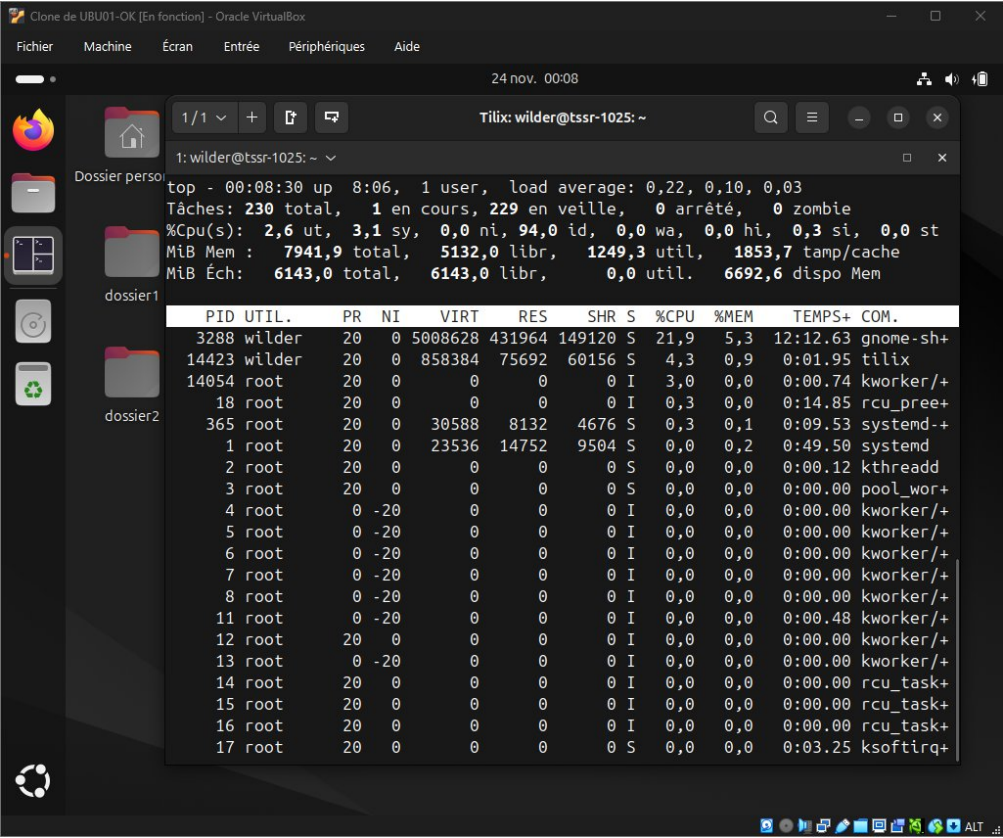 Clone de UBU01-OK [En fonction] - Oracle VirtualBox
Fichier Machine Écran Entrée Périphériques Aide
24 nov. 00:08
1 / 1 Tilix: wilder@tssr-1025: ~
1: wilder@tssr-1025: ~
Dossier perso
dossier1
dossier2
top - 00:08:30 up 8:06, 1 user, load average: 0,22, 0,10, 0,03
Tâches: 230 total, 1 en cours, 229 en veille, 0 arrêté, 0 zombie
%Cpu(s): 2,6 ut, 3,1 sy, 0,0 ni, 94,0 id, 0,0 wa, 0,0 hi, 0,3 si, 0,0 st
MiB Mem : 7941,9 total, 5132,0 libr, 1249,3 util, 1853,7 tamp/cache
MiB Éch: 6143,0 total, 6143,0 libr, 0,0 util. 6692,6 dispo Mem
PID UTIL. PR NI VIRT RES SHR S %CPU %MEM TEMPS+ COM.
3288 wilder 20 0 5008628 431964 149120 S 21,9 5,3 12:12.63 gnome-sh+
14423 wilder 20 0 858384 75692 60156 S 4,3 0,9 0:01.95 tilix
14054 root 20 0 0 0 0 I 3,0 0,0 0:00.74 kworker/+
18 root 20 0 0 0 0 I 0,3 0,0 0:14.85 rcu_pree+
365 root 20 0 30588 8132 4676 S 0,3 0,1 0:09.53 systemd-+
1 root 20 0 23536 14752 9504 S 0,0 0,2 0:49.50 systemd
2 root 20 0 0 0 0 S 0,0 0,0 0:00.12 kthreadd
3 root 20 0 0 0 0 S 0,0 0,0 0:00.00 pool_wor+
4 root 0 -20 0 0 0 I 0,0 0,0 0:00.00 kworker/+
5 root 0 -20 0 0 0 I 0,0 0,0 0:00.00 kworker/+
6 root 0 -20 0 0 0 I 0,0 0,0 0:00.00 kworker/+
7 root 0 -20 0 0 0 I 0,0 0,0 0:00.00 kworker/+
8 root 0 -20 0 0 0 I 0,0 0,0 0:00.00 kworker/+
11 root 0 -20 0 0 0 I 0,0 0,0 0:00.48 kworker/+
12 root 20 0 0 0 0 I 0,0 0,0 0:00.00 kworker/+
13 root 0 -20 0 0 0 I 0,0 0,0 0:00.00 kworker/+
14 root 20 0 0 0 0 I 0,0 0,0 0:00.00 rcu_task+
15 root 20 0 0 0 0 I 0,0 0,0 0:00.00 rcu_task+
16 root 20 0 0 0 0 I 0,0 0,0 0:00.00 rcu_task+
17 root 20 0 0 0 0 S 0,0 0,0 0:03.25 ksoftirq+
ALT